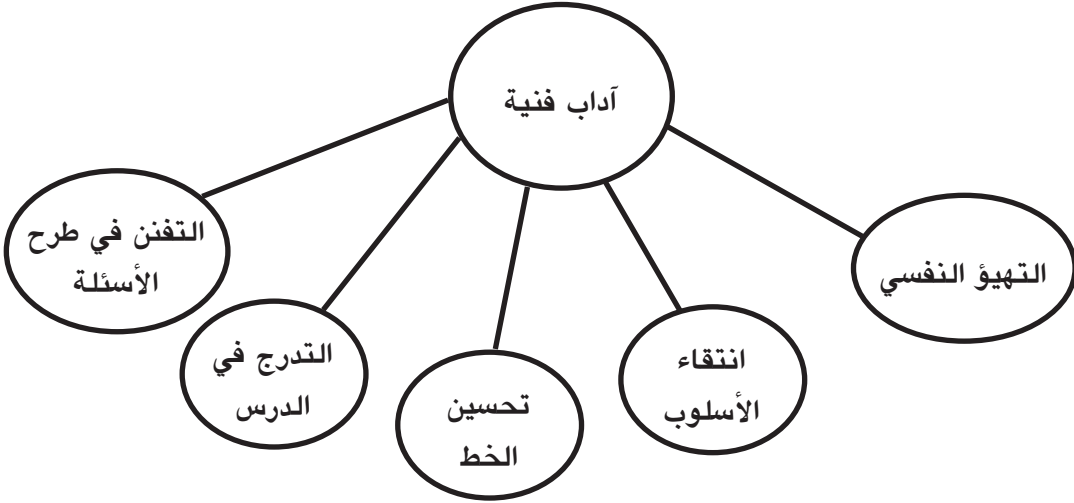 آداب فنية
التهيؤ النفسي
انتقاء
الأسلوب
تحسين
الخط
التدرج في
الدرس
التفنن في طرح
الأسئلة